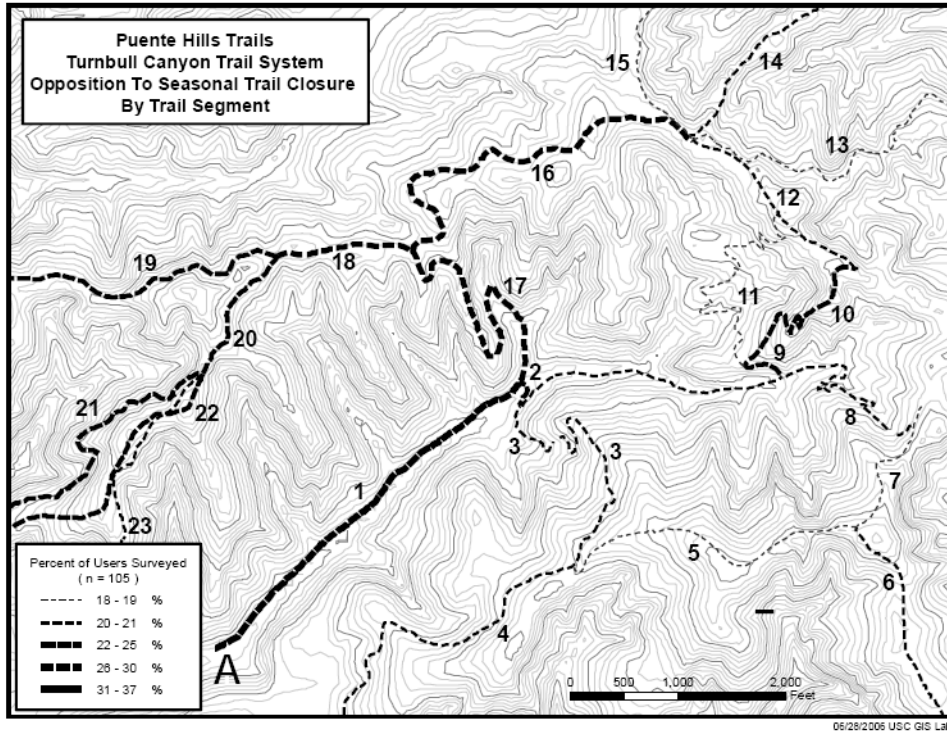 Puente Hills Trails
Turnbull Canyon Trail System
Opposition To Seasonal Trail Closure
By Trail Segment
15
14
13
16
12
19
18
17
11
10
20
9
2
21
22
8
3
3
1
7
23
5
6
4
A
Percent of Users Surveyed
( n = 105 )
18 - 19 %
20 - 21 %
22 - 25 %
26 - 30 %
31 - 37 %
0 500 1,000 2,000
Feet
06/28/2006 USC GIS Lab